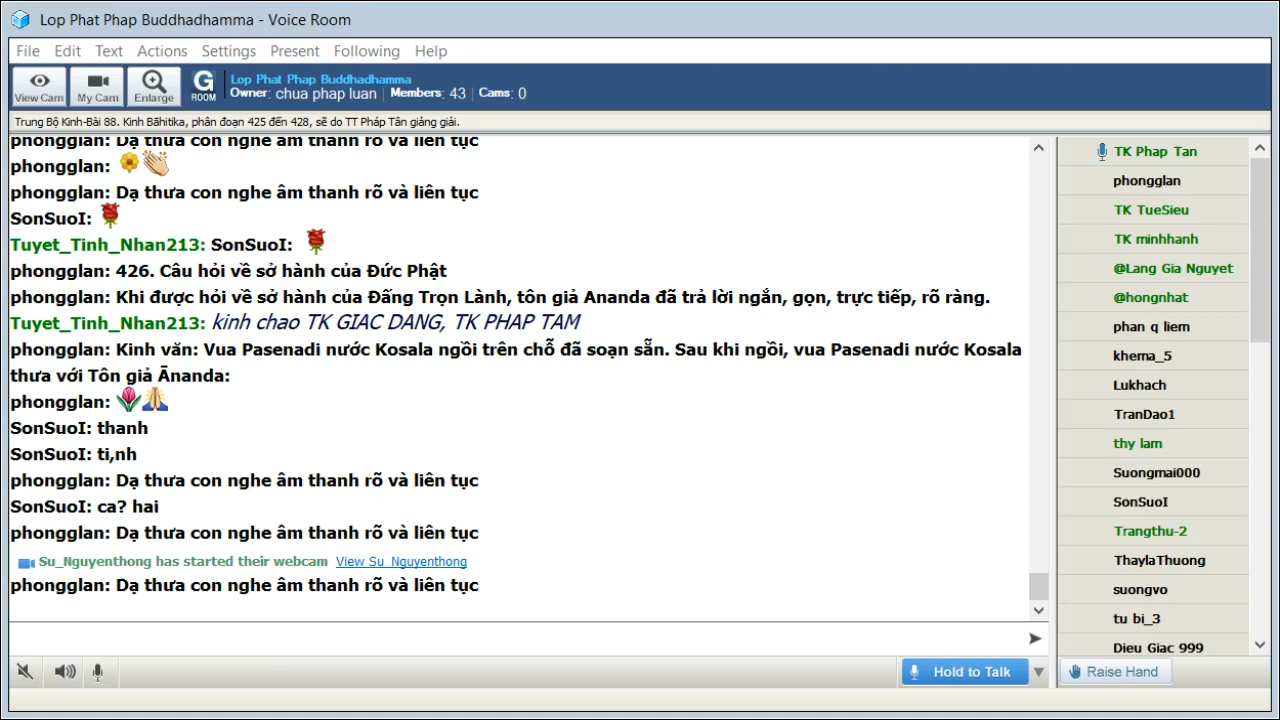 Lop Phat Phap Buddhadhamma - Voice Room
File Edit Text Actions Settings Present Following Help
View Cam My Cam Enlarge G ROOM
Lop Phat Phap Buddhadhamma
Owner: chua phap luan | Members: 43 | Cams: 0
Trung Bộ Kinh-Bài 88. Kinh Bāhitika, phân đoạn 425 đến 428, sẽ do TT Pháp Tân giảng giải.
phongglan: Dạ thưa con nghe âm thanh rõ và liên tục
phongglan:
phongglan: Dạ thưa con nghe âm thanh rõ và liên tục
SonSuoI:
Tuyet_Tinh_Nhan213: SonSuoI:
phongglan: 426. Câu hỏi về sở hành của Đức Phật
phongglan: Khi được hỏi về sở hành của Đấng Trọn Lành, tôn giả Ananda đã trả lời ngắn, gọn, trực tiếp, rõ ràng.
Tuyet_Tinh_Nhan213: kinh chao TK GIAC DANG, TK PHAP TAM
phongglan: Kinh văn: Vua Pasenadi nước Kosala ngồi trên chỗ đã soạn sẵn. Sau khi ngồi, vua Pasenadi nước Kosala
thưa với Tôn giả Ānanda:
phongglan:
SonSuoI: thanh
SonSuoI: ti,nh
phongglan: Dạ thưa con nghe âm thanh rõ và liên tục
SonSuoI: ca? hai
phongglan: Dạ thưa con nghe âm thanh rõ và liên tục
Su_Nguyenthong has started their webcam View Su_Nguyenthong
phongglan: Dạ thưa con nghe âm thanh rõ và liên tục
TK Phap Tan
phongglan
TK TueSieu
TK minhhanh
@Lang Gia Nguyet
@hongnhat
phan q liem
khema_5
Lukhach
TranDao1
thy lam
Suongmai000
SonSuoI
Trangthu-2
ThaylaThuong
suongvo
tu bi_3
Dieu Giac 999
Hold to Talk
Raise Hand